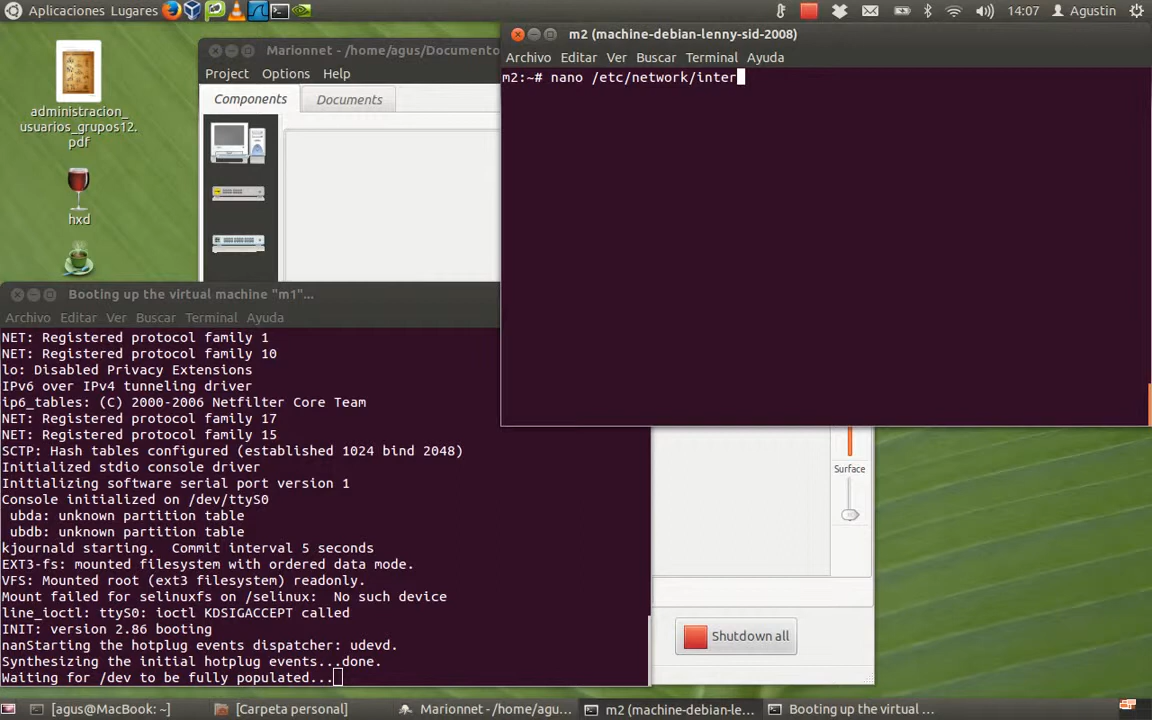 Aplicaciones Lugares
14:07 Agustin
administracion_
usuarios_grupos12.
pdf
hxd
Marionnet - /home/agus/Documento
Project Options Help
Components Documents
m2 (machine-debian-lenny-sid-2008)
Archivo Editar Ver Buscar Terminal Ayuda
m2:~# nano /etc/network/inter
Booting up the virtual machine "m1"...
Archivo Editar Ver Buscar Terminal Ayuda
NET: Registered protocol family 1
NET: Registered protocol family 10
lo: Disabled Privacy Extensions
IPv6 over IPv4 tunneling driver
ip6_tables: (C) 2000-2006 Netfilter Core Team
NET: Registered protocol family 17
NET: Registered protocol family 15
SCTP: Hash tables configured (established 1024 bind 2048)
Initialized stdio console driver
Initializing software serial port version 1
Console initialized on /dev/ttyS0
ubda: unknown partition table
ubdb: unknown partition table
kjournald starting.  Commit interval 5 seconds
EXT3-fs: mounted filesystem with ordered data mode.
VFS: Mounted root (ext3 filesystem) readonly.
Mount failed for selinuxfs on /selinux:  No such device
line_ioctl: ttyS0: ioctl KDSIGACCEPT called
INIT: version 2.86 booting
nanStarting the hotplug events dispatcher: udevd.
Synthesizing the initial hotplug events...done.
Waiting for /dev to be fully populated...
Surface
Shutdown all
[agus@MacBook: ~]
[Carpeta personal]
Marionnet - /home/agu...
m2 (machine-debian-le-...
Booting up the virtual ...